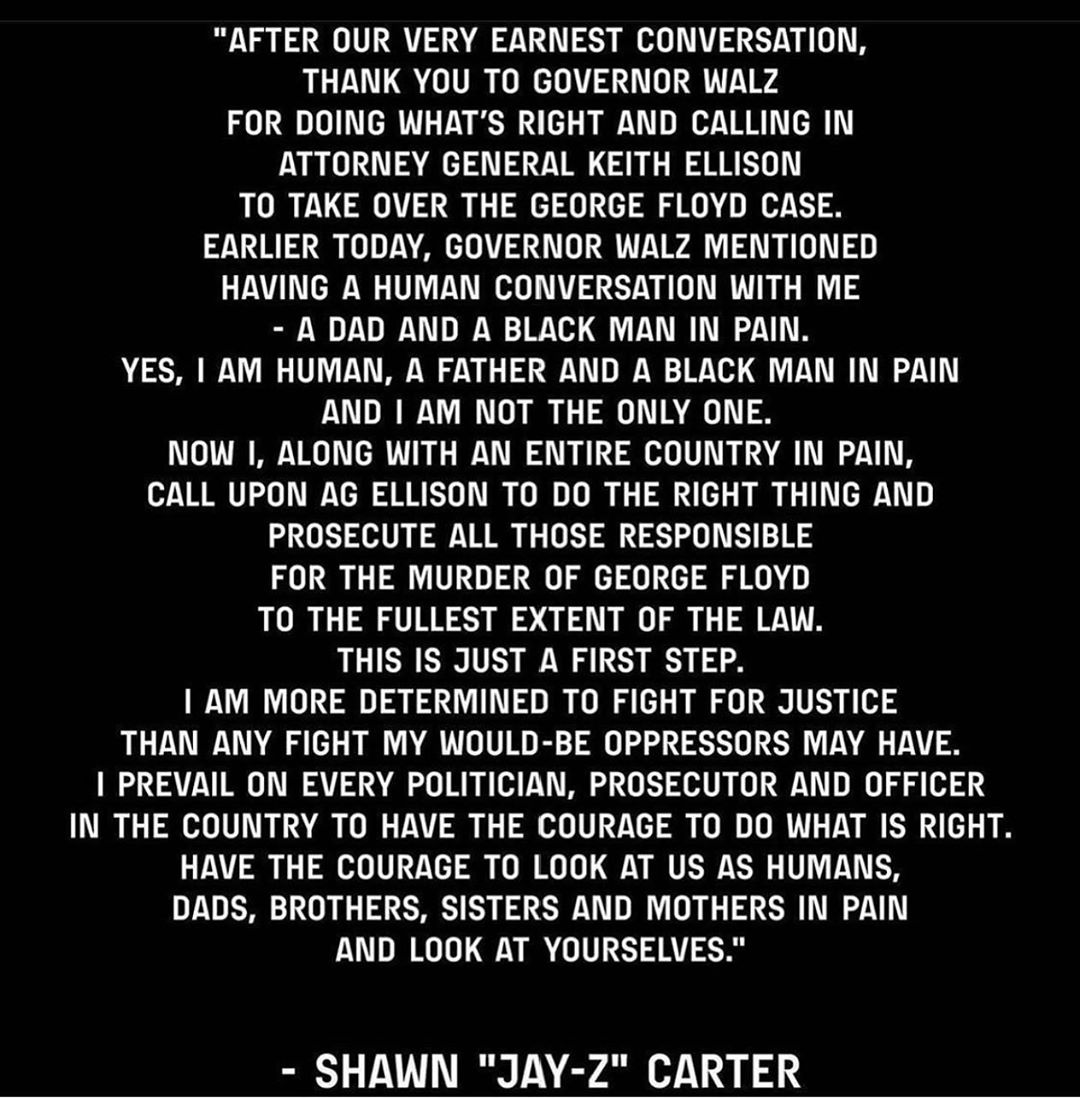 "AFTER OUR VERY EARNEST CONVERSATION,
THANK YOU TO GOVERNOR WALZ
FOR DOING WHAT'S RIGHT AND CALLING IN
ATTORNEY GENERAL KEITH ELLISON
TO TAKE OVER THE GEORGE FLOYD CASE.
EARLIER TODAY, GOVERNOR WALZ MENTIONED
HAVING A HUMAN CONVERSATION WITH ME
- A DAD AND A BLACK MAN IN PAIN.
YES, I AM HUMAN, A FATHER AND A BLACK MAN IN PAIN
AND I AM NOT THE ONLY ONE.
NOW I, ALONG WITH AN ENTIRE COUNTRY IN PAIN,
CALL UPON AG ELLISON TO DO THE RIGHT THING AND
PROSECUTE ALL THOSE RESPONSIBLE
FOR THE MURDER OF GEORGE FLOYD
TO THE FULLEST EXTENT OF THE LAW.
THIS IS JUST A FIRST STEP.
I AM MORE DETERMINED TO FIGHT FOR JUSTICE
THAN ANY FIGHT MY WOULD-BE OPPRESSORS MAY HAVE.
I PREVAIL ON EVERY POLITICIAN, PROSECUTOR AND OFFICER
IN THE COUNTRY TO HAVE THE COURAGE TO DO WHAT IS RIGHT.
HAVE THE COURAGE TO LOOK AT US AS HUMANS,
DADS, BROTHERS, SISTERS AND MOTHERS IN PAIN
AND LOOK AT YOURSELVES."
- SHAWN "JAY-Z" CARTER